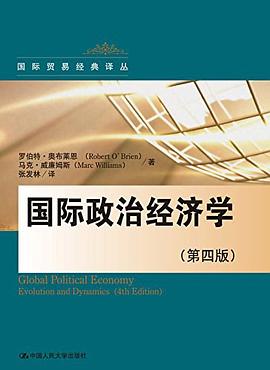 国际贸易经典译丛
罗伯特·奥布莱恩 (Robert O' Brien)
马克·威廉姆斯 (Marc Williams) /著
张发林/译
国际政治经济学
(第四版)
Global Political Economy
Evolution and Dynamics (4th Edition)
中国人民大学出版社